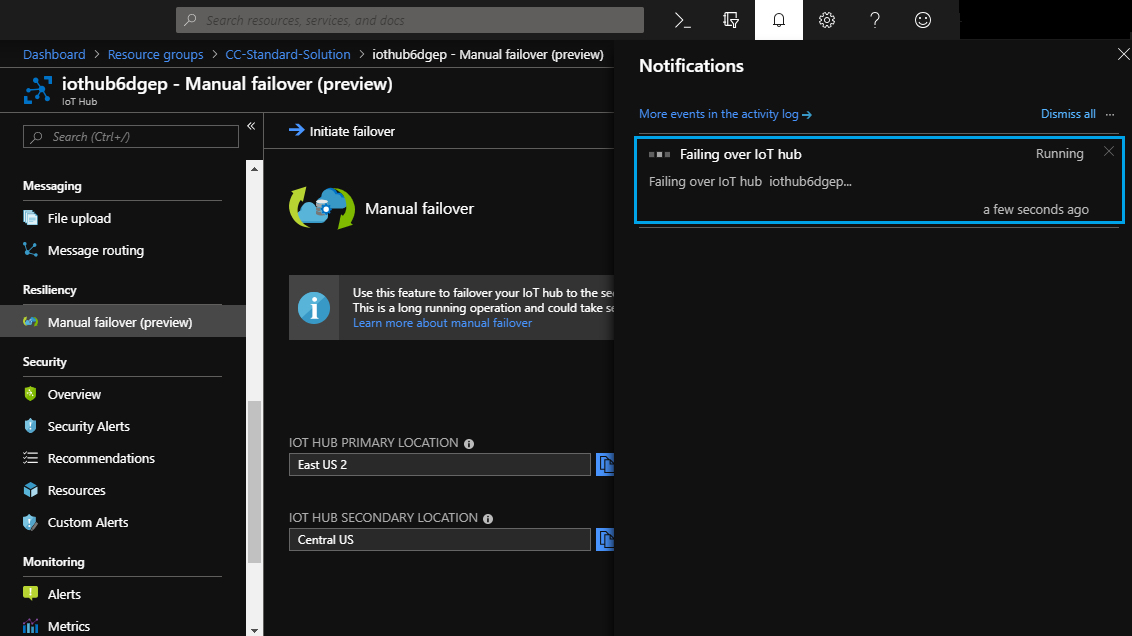 Search resources, services, and docs
Dashboard > Resource groups > CC-Standard-Solution > iothub6dgep - Manual failover (preview)
iothub6dgep - Manual failover (preview)
IoT Hub
Search (Ctrl+/)
Messaging
File upload
Message routing
Resiliency
Manual failover (preview)
Security
Overview
Security Alerts
Recommendations
Resources
Custom Alerts
Monitoring
Alerts
Metrics
Initiate failover
Manual failover
Use this feature to failover your IoT hub to the se
This is a long running operation and could take se
Learn more about manual failover
IOT HUB PRIMARY LOCATION
East US 2
IOT HUB SECONDARY LOCATION
Central US
Notifications
More events in the activity log
Dismiss all ...
Failing over IoT hub
Running
Failing over IoT hub iothub6dgep...
a few seconds ago